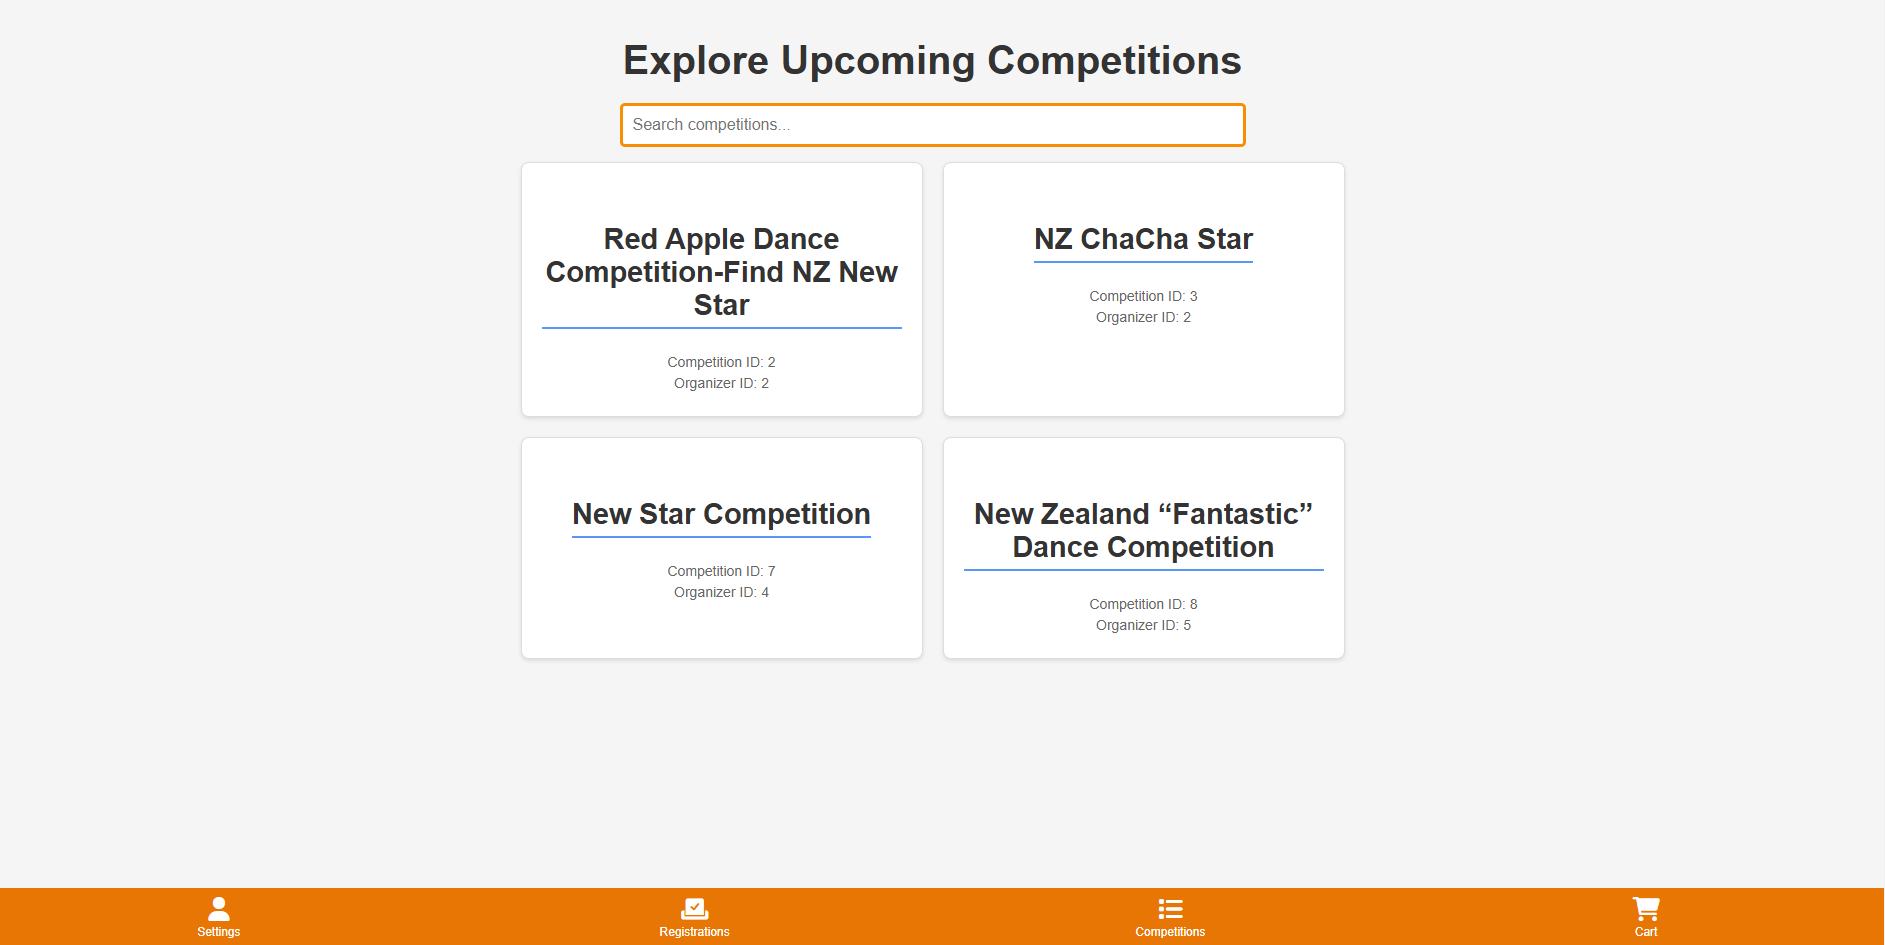 Explore Upcoming Competitions
Search competitions...
Red Apple Dance
Competition-Find NZ New
Star
Competition ID: 2
Organizer ID: 2
NZ ChaCha Star
Competition ID: 3
Organizer ID: 2
New Star Competition
Competition ID: 7
Organizer ID: 4
New Zealand “Fantastic”
Dance Competition
Competition ID: 8
Organizer ID: 5
Settings
Registrations
Competitions
Cart